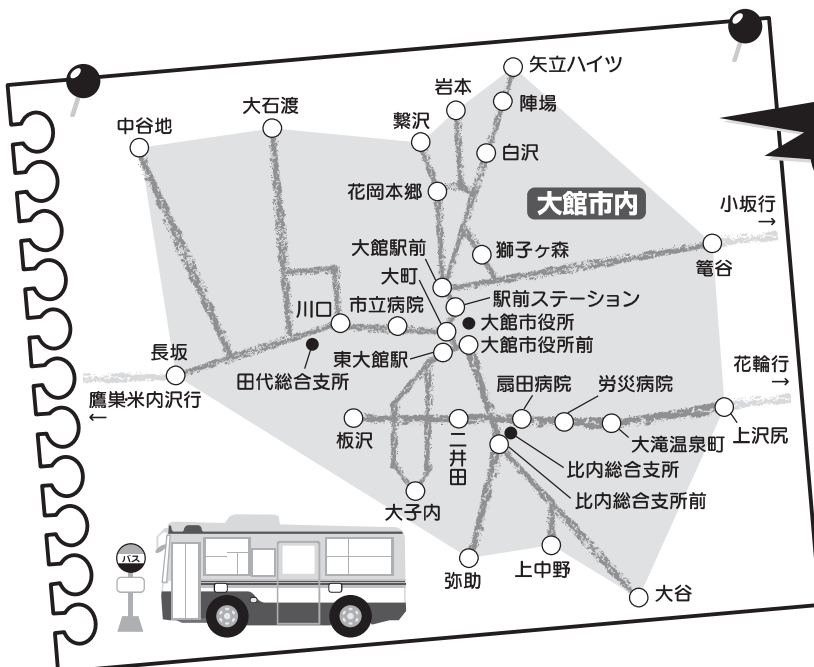 矢立ハイツ
岩本
陣場
大石渡
中谷地
繋沢
白沢
花岡本郷
大館市内
小坂行
→
大館駅前
獅子ヶ森
篭谷
大町
駅前ステーション
川口
市立病院
大館市役所
大館市役所前
長坂
東大館駅
田代総合支所
花輪行
→
鷹巣米内沢行
←
扇田病院
労災病院
板沢
二井田
大滝温泉町
上沢尻
比内総合支所
比内総合支所前
大子内
弥助
上中野
大谷
バス